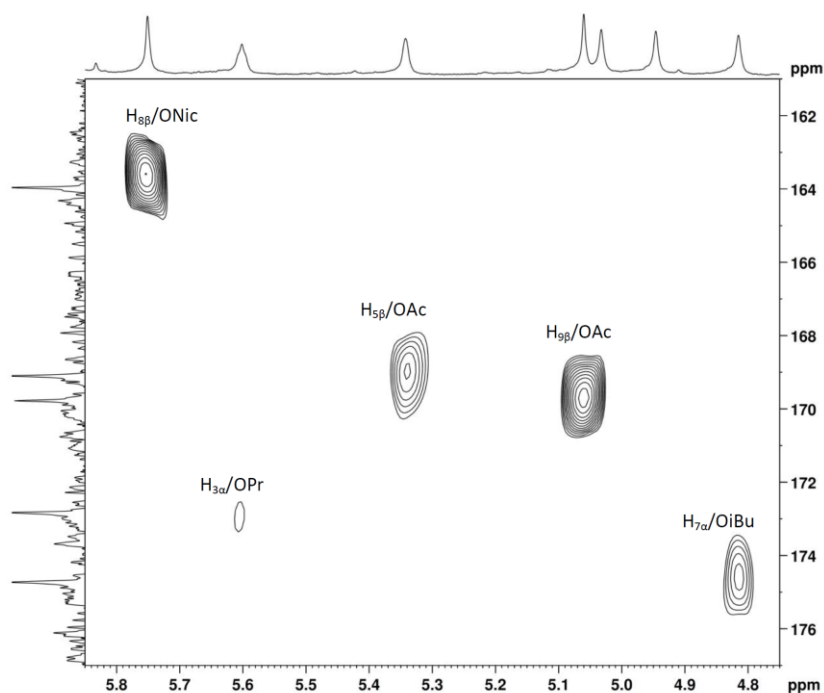 ppm
162
H8β/ONic
164
166
H5β/OAc
H9β/OAc
168
170
H3α/OPr
172
H7α/OiBu
174
176
5.8 5.7 5.6 5.5 5.4 5.3 5.2 5.1 5.0 4.9 4.8 ppm